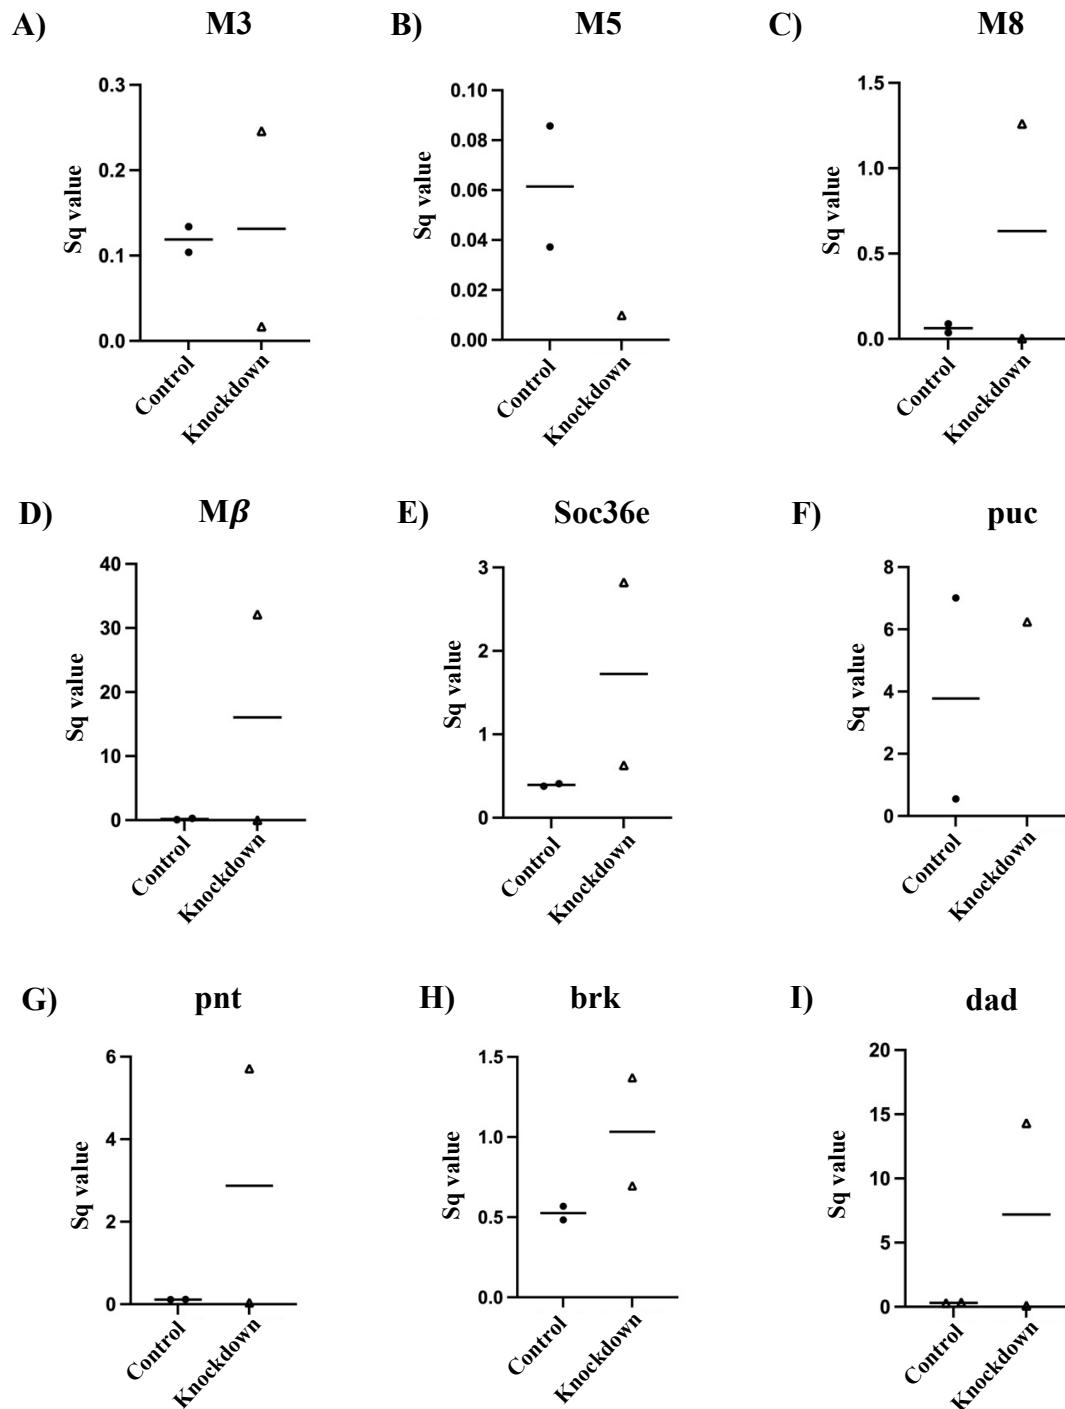 A) M3
0.3
0.2
0.1
0.0
Sq value
Control
Knockdown
B) M5
0.10
0.08
0.06
0.04
0.02
0.00
Sq value
Control
Knockdown
C) M8
1.5
1.0
0.5
0.0
Sq value
Control
Knockdown
D) Mβ
40
30
20
10
0
Sq value
Control
Knockdown
E) Soc36e
3
2
1
0
Sq value
Control
Knockdown
F) puc
8
6
4
2
0
Sq value
Control
Knockdown
G) pnt
6
4
2
0
Sq value
Control
Knockdown
H) brk
1.5
1.0
0.5
0.0
Sq value
Control
Knockdown
I) dad
20
15
10
5
0
Sq value
Control
Knockdown